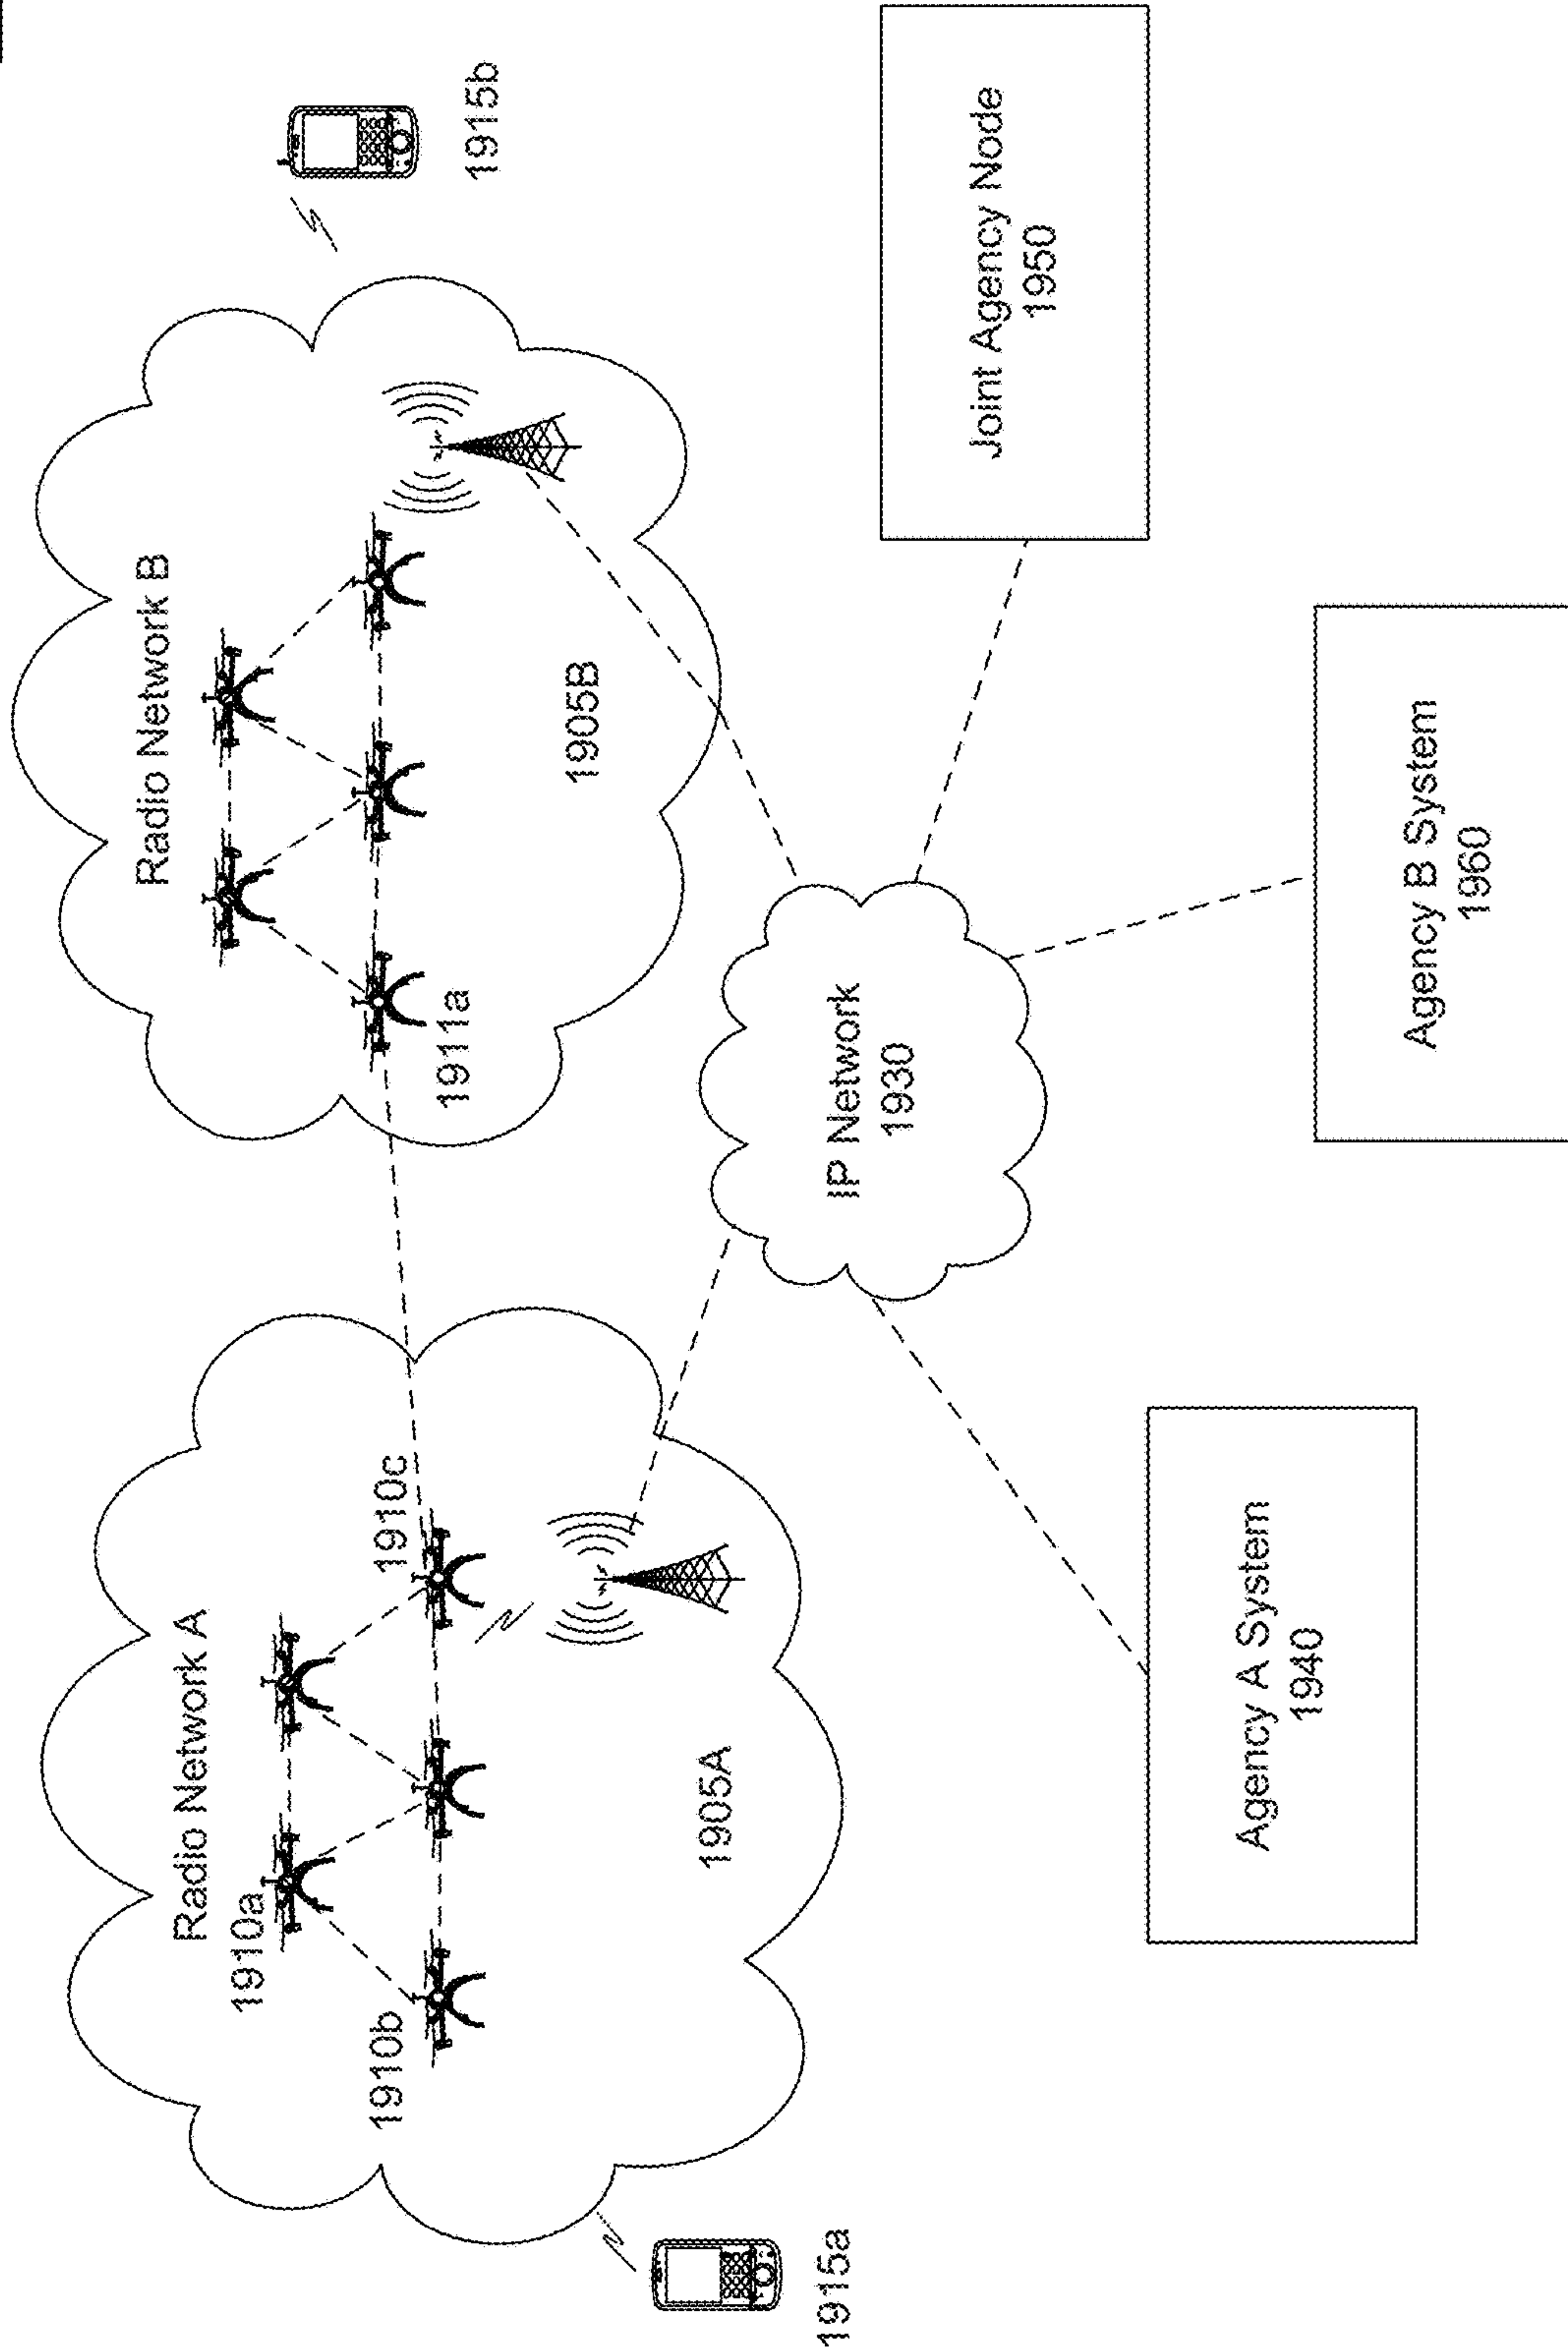 Radio Network A
1910a
1910b
1910c
1905A
1915a
Radio Network B
1911a
1905B
1915b
IP Network
1930
Agency A System
1940
Agency B System
1960
Joint Agency Node
1950